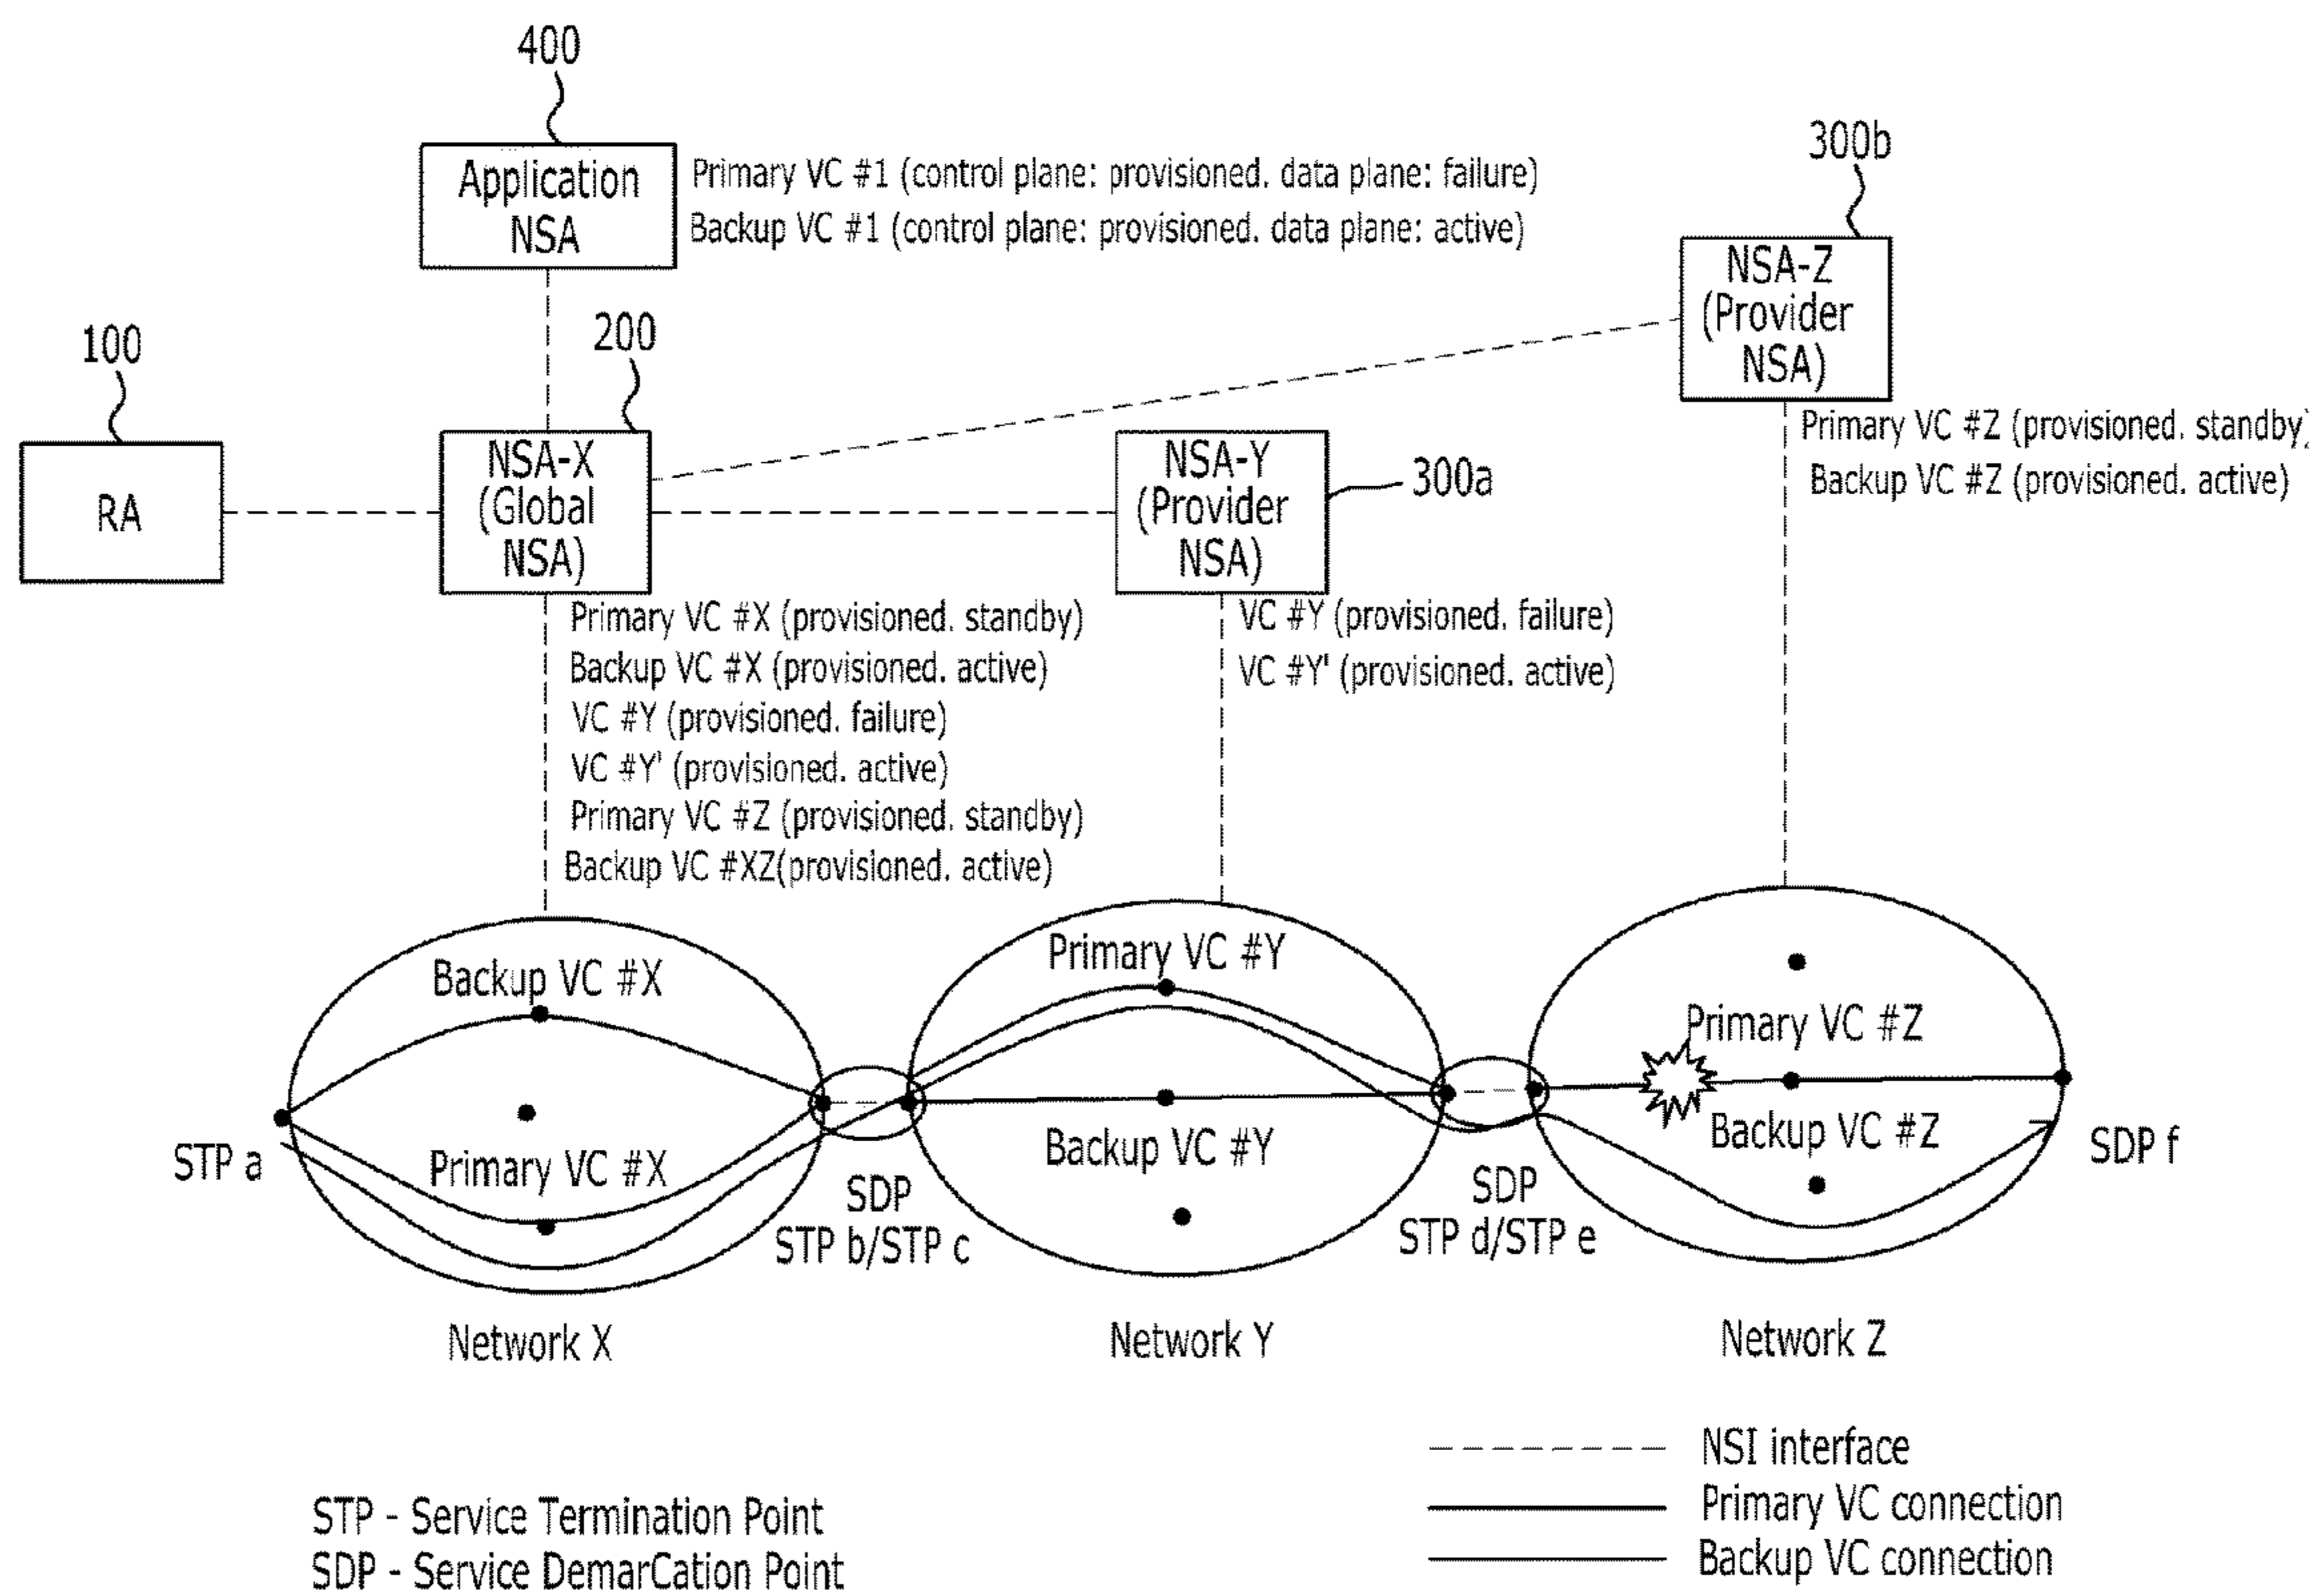 400
Application
NSA
Primary VC #1 (control plane: provisioned. data plane: failure)
Backup VC #1 (control plane: provisioned. data plane: active)
300b
NSA-Z
(Provider
NSA)
Primary VC #Z (provisioned. standby)
Backup VC #Z (provisioned. active)
100
RA
200
NSA-X
(Global
NSA)
NSA-Y
(Provider
NSA)
300a
Primary VC #X (provisioned. standby)
Backup VC #X (provisioned. active)
VC #Y (provisioned. failure)
VC #Y' (provisioned. active)
Primary VC #Z (provisioned. standby)
Backup VC #XZ(provisioned. active)
VC #Y (provisioned. failure)
VC #Y' (provisioned. active)
Backup VC #X
Primary VC #X
STP a
SDP
STP b/STP c
Primary VC #Y
Backup VC #Y
SDP
STP d/STP e
Primary VC #Z
Backup VC #Z
SDP f
Network X
Network Y
Network Z
NSI interface
Primary VC connection
Backup VC connection
STP - Service Termination Point
SDP - Service DemarCation Point